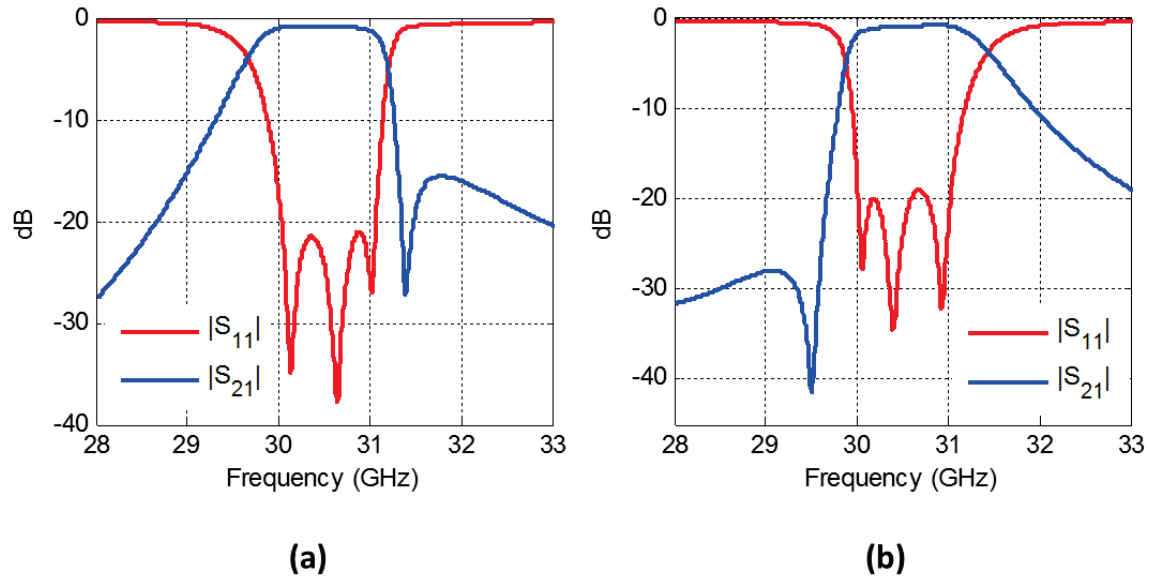 0
-10
-20
-30
-40
dB
28
29
30
31
32
33
Frequency (GHz)
|S11|
|S21|
(a)
0
-10
-20
-30
-40
dB
28
29
30
31
32
33
Frequency (GHz)
|S11|
|S21|
(b)